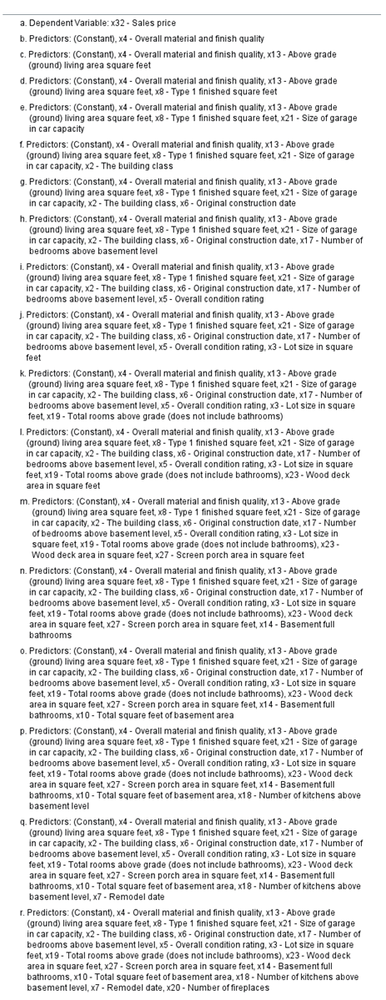 a. Dependent Variable: x32 - Sales price
b. Predictors: (Constant), x4 - Overall material and finish quality
c. Predictors: (Constant), x4 - Overall material and finish quality, x13 - Above grade
(ground) living area square feet
d. Predictors: (Constant), x4 - Overall material and finish quality, x13 - Above grade
(ground) living area square feet, x8 - Type 1 finished square feet
e. Predictors: (Constant), x4 - Overall material and finish quality, x13 - Above grade
(ground) living area square feet, x8 - Type 1 finished square feet, x21 - Size of garage
in car capacity
f. Predictors: (Constant), x4 - Overall material and finish quality, x13 - Above grade
(ground) living area square feet, x8 - Type 1 finished square feet, x21 - Size of garage
in car capacity, x2 - The building class
g. Predictors: (Constant), x4 - Overall material and finish quality, x13 - Above grade
(ground) living area square feet, x8 - Type 1 finished square feet, x21 - Size of garage
in car capacity, x2 - The building class, x6 - Original construction date
h. Predictors: (Constant), x4 - Overall material and finish quality, x13 - Above grade
(ground) living area square feet, x8 - Type 1 finished square feet, x21 - Size of garage
in car capacity, x2 - The building class, x6 - Original construction date, x17 - Number of
bedrooms above basement level
i. Predictors: (Constant), x4 - Overall material and finish quality, x13 - Above grade
(ground) living area square feet, x8 - Type 1 finished square feet, x21 - Size of garage
in car capacity, x2 - The building class, x6 - Original construction date, x17 - Number of
bedrooms above basement level, x5 - Overall condition rating
j. Predictors: (Constant), x4 - Overall material and finish quality, x13 - Above grade
(ground) living area square feet, x8 - Type 1 finished square feet, x21 - Size of garage
in car capacity, x2 - The building class, x6 - Original construction date, x17 - Number of
bedrooms above basement level, x5 - Overall condition rating, x3 - Lot size in square
feet
k. Predictors: (Constant), x4 - Overall material and finish quality, x13 - Above grade
(ground) living area square feet, x8 - Type 1 finished square feet, x21 - Size of garage
in car capacity, x2 - The building class, x6 - Original construction date, x17 - Number of
bedrooms above basement level, x5 - Overall condition rating, x3 - Lot size in square
feet, x19 - Total rooms above grade (does not include bathrooms)
l. Predictors: (Constant), x4 - Overall material and finish quality, x13 - Above grade
(ground) living area square feet, x8 - Type 1 finished square feet, x21 - Size of garage
in car capacity, x2 - The building class, x6 - Original construction date, x17 - Number of
bedrooms above basement level, x5 - Overall condition rating, x3 - Lot size in square
feet, x19 - Total rooms above grade (does not include bathrooms), x23 - Wood deck
area in square feet
m. Predictors: (Constant), x4 - Overall material and finish quality, x13 - Above grade
(ground) living area square feet, x8 - Type 1 finished square feet, x21 - Size of garage
in car capacity, x2 - The building class, x6 - Original construction date, x17 - Number
of bedrooms above basement level, x5 - Overall condition rating, x3 - Lot size in
square feet, x19 - Total rooms above grade (does not include bathrooms), x23 -
Wood deck area in square feet, x27 - Screen porch area in square feet
n. Predictors: (Constant), x4 - Overall material and finish quality, x13 - Above grade
(ground) living area square feet, x8 - Type 1 finished square feet, x21 - Size of garage
in car capacity, x2 - The building class, x6 - Original construction date, x17 - Number of
bedrooms above basement level, x5 - Overall condition rating, x3 - Lot size in square
feet, x19 - Total rooms above grade (does not include bathrooms), x23 - Wood deck
area in square feet, x27 - Screen porch area in square feet, x14 - Basement full
bathrooms
o. Predictors: (Constant), x4 - Overall material and finish quality, x13 - Above grade
(ground) living area square feet, x8 - Type 1 finished square feet, x21 - Size of garage
in car capacity, x2 - The building class, x6 - Original construction date, x17 - Number of
bedrooms above basement level, x5 - Overall condition rating, x3 - Lot size in square
feet, x19 - Total rooms above grade (does not include bathrooms), x23 - Wood deck
area in square feet, x27 - Screen porch area in square feet, x14 - Basement full
bathrooms, x10 - Total square feet of basement area
p. Predictors: (Constant), x4 - Overall material and finish quality, x13 - Above grade
(ground) living area square feet, x8 - Type 1 finished square feet, x21 - Size of garage
in car capacity, x2 - The building class, x6 - Original construction date, x17 - Number of
bedrooms above basement level, x5 - Overall condition rating, x3 - Lot size in square
feet, x19 - Total rooms above grade (does not include bathrooms), x23 - Wood deck
area in square feet, x27 - Screen porch area in square feet, x14 - Basement full
bathrooms, x10 - Total square feet of basement area, x18 - Number of kitchens above
basement level
q. Predictors: (Constant), x4 - Overall material and finish quality, x13 - Above grade
(ground) living area square feet, x8 - Type 1 finished square feet, x21 - Size of garage
in car capacity, x2 - The building class, x6 - Original construction date, x17 - Number of
bedrooms above basement level, x5 - Overall condition rating, x3 - Lot size in square
feet, x19 - Total rooms above grade (does not include bathrooms), x23 - Wood deck
area in square feet, x27 - Screen porch area in square feet, x14 - Basement full
bathrooms, x10 - Total square feet of basement area, x18 - Number of kitchens above
basement level, x7 - Remodel date
r. Predictors: (Constant), x4 - Overall material and finish quality, x13 - Above grade
(ground) living area square feet, x8 - Type 1 finished square feet, x21 - Size of garage
in car capacity, x2 - The building class, x6 - Original construction date, x17 - Number of
bedrooms above basement level, x5 - Overall condition rating, x3 - Lot size in square
feet, x19 - Total rooms above grade (does not include bathrooms), x23 - Wood deck
area in square feet, x27 - Screen porch area in square feet, x14 - Basement full
bathrooms, x10 - Total square feet of basement area, x18 - Number of kitchens above
basement level, x7 - Remodel date, x20 - Number of fireplaces